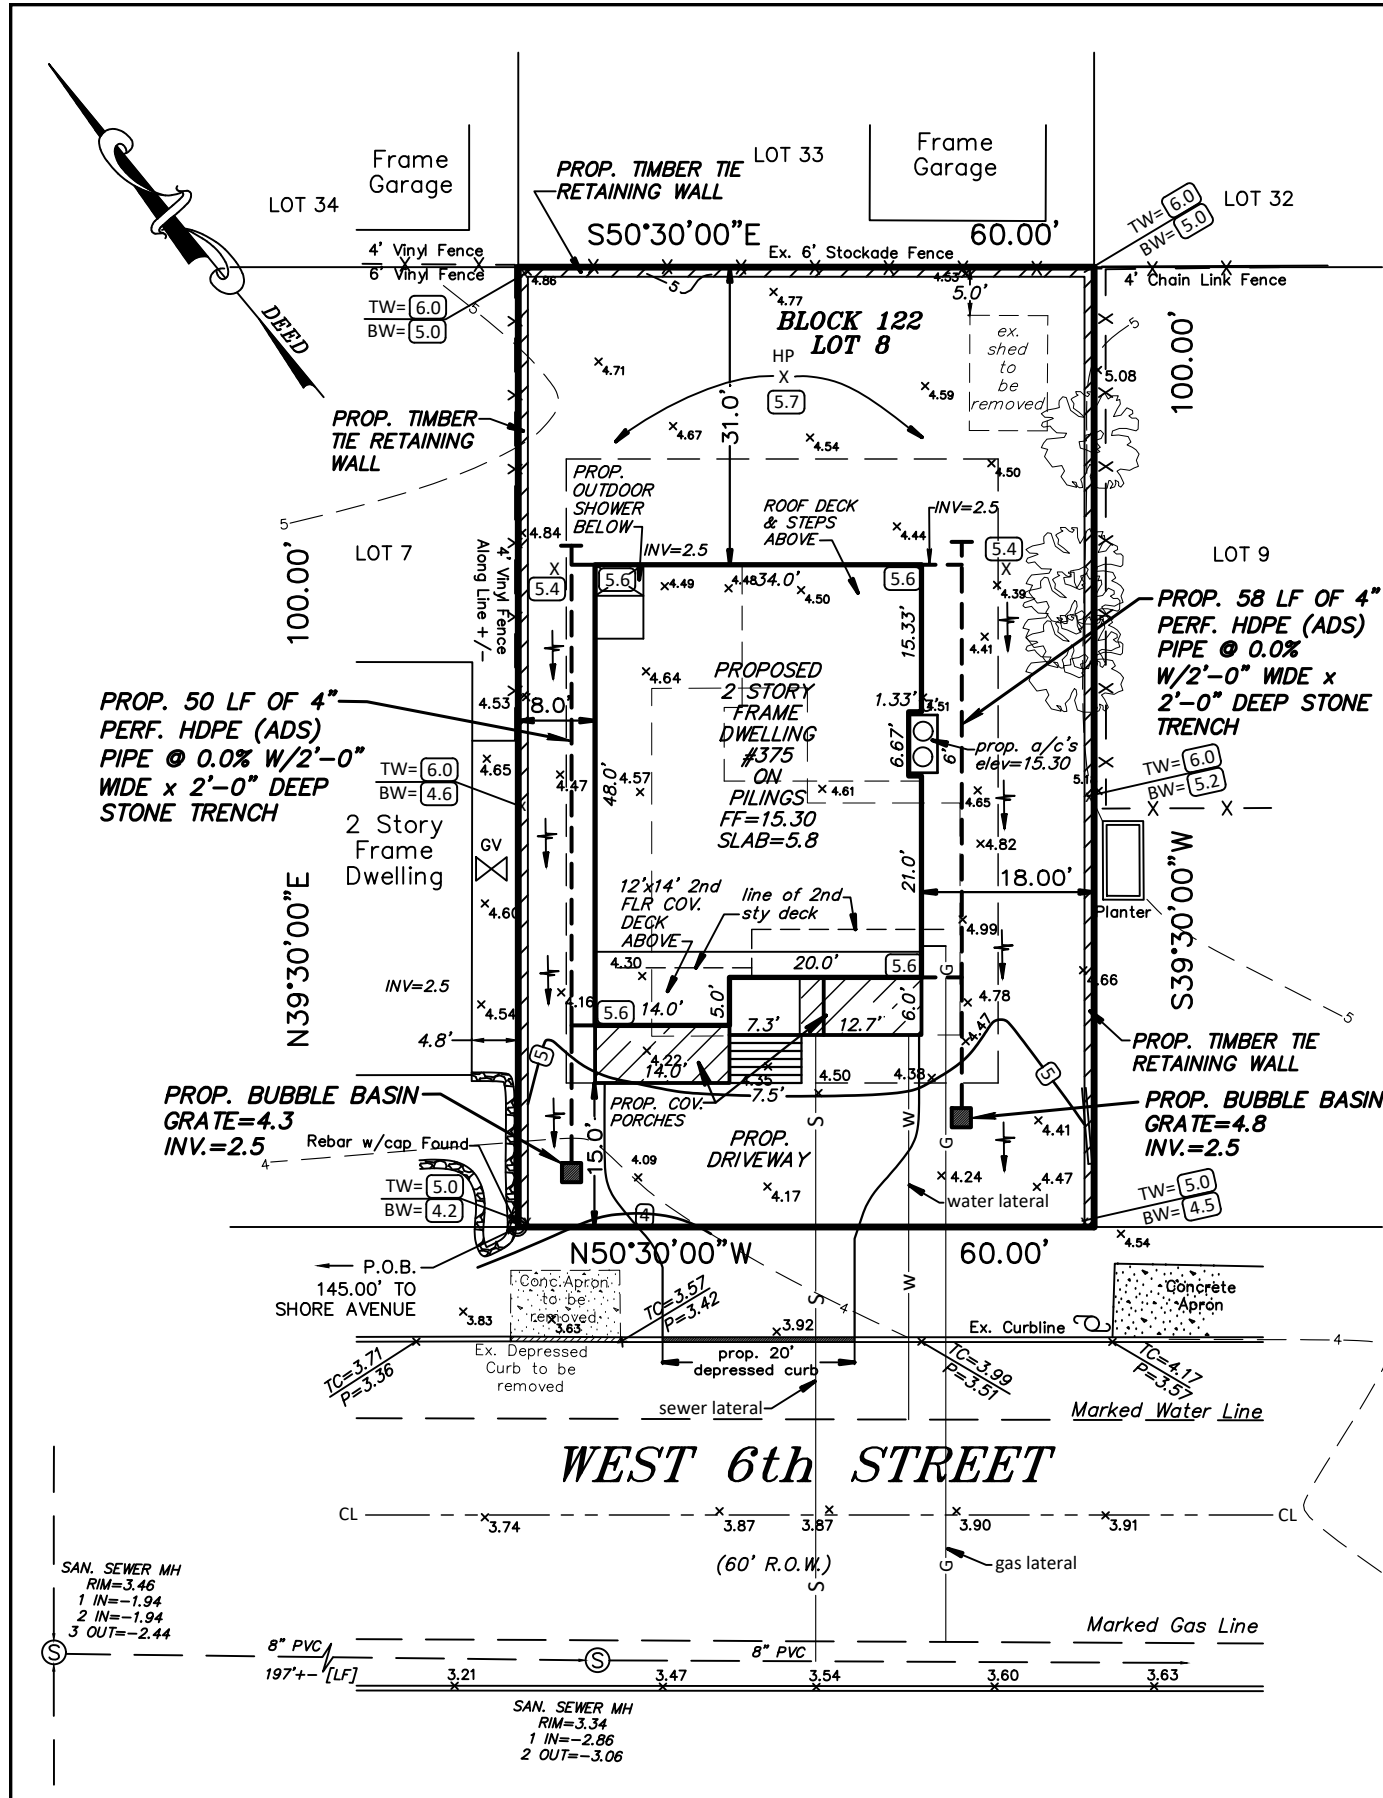 Frame
Garage
LOT 34
PROP. TIMBER TIE
RETAINING WALL
LOT 33
Frame
Garage
LOT 32
TW= 6.0
BW= 5.0
S50°30'00"E
60.00'
4' Vinyl Fence
6' Vinyl Fence
Ex. 6' Stockade Fence
4' Chain Link Fence
4.86
5
4.77
4.53
5.0'
TW= 6.0
BW= 5.0
5
5
DEED
BLOCK 122
LOT 8
HP
X
5.7
ex.
shed
to
be
removed
100.00'
5.08
4.71
4.59
31.0'
PROP. TIMBER
TIE RETAINING
WALL
4.67
4.54
4.50
PROP.
OUTDOOR
SHOWER
BELOW
ROOF DECK
& STEPS
ABOVE
INV=2.5
5
4.84
4.44
LOT 7
100.00'
4' Vinyl Fence
Along Line +/-
X
5.4
INV=2.5
5.4
X
LOT 9
5.6
4.49
4.48
34.0'
4.50
5.6
4.39
15.33'
4.41
PROP. 58 LF OF 4"
PERF. HDPE (ADS)
PIPE @ 0.0%
W/2'-0" WIDE x
2'-0" DEEP STONE
TRENCH
4.64
PROPOSED
2 STORY
FRAME
DWELLING
#375
ON
PILINGS
FF=15.30
SLAB=5.8
PROP. 50 LF OF 4"
PERF. HDPE (ADS)
PIPE @ 0.0% W/2'-0"
WIDE x 2'-0" DEEP
STONE TRENCH
4.53
8.0'
1.33'
4.51
6.67'
6'
prop. a/c's
elev=15.30
4.65
4.47
48.0'
4.57
4.61
4.65
5.1
TW= 6.0
BW= 5.2
TW= 6.0
BW= 4.6
2 Story
Frame
Dwelling
GV
4.82
21.0'
18.00'
Planter
12'x14' 2nd
FLR COV.
DECK
ABOVE
line of 2nd
sty deck
4.60
4.99
N39°30'00"E
S39°30'00"W
4.30
20.0'
5.6
G
4.66
INV=2.5
4.54
4.16
5.6
14.0'
5.0'
7.3'
12.7'
6.0'
4.78
4.47
5
4.8'
5
4.22
14.0'
4.35
4.50
4.38
7.5'
5
PROP. TIMBER TIE
RETAINING WALL
PROP. BUBBLE BASIN
GRATE=4.3
INV.=2.5
PROP. COV.
PORCHES
S
W
G
4.41
PROP. BUBBLE BASIN
GRATE=4.8
INV.=2.5
Rebar w/cap Found
4
15.0'
PROP.
DRIVEWAY
4.09
4.17
4.24
4.47
water lateral
TW= 5.0
BW= 4.2
4
TW= 5.0
BW= 4.5
N50°30'00"W
60.00'
4.54
P.O.B.
145.00' TO
SHORE AVENUE
Conc.Apron
to be
removed
3.83
3.63
TC=3.57
P=3.42
S
W
4
3.92
Ex. Curbline
Concrete
Apron
4
TC=3.71
P=3.36
Ex. Depressed
Curb to be
removed
prop. 20'
depressed curb
TC=3.99
P=3.51
TC=4.17
P=3.57
sewer lateral
Marked Water Line
WEST 6th STREET
CL
3.74
3.87
3.87
3.90
3.91
CL
(60' R.O.W.)
S
G
gas lateral
SAN. SEWER MH
RIM=3.46
1 IN=-1.94
2 IN=-1.94
3 OUT=-2.44
Marked Gas Line
S
8" PVC
197'+- [LF]
S
8" PVC
3.21
3.47
3.54
3.60
3.63
SAN. SEWER MH
RIM=3.34
1 IN=-2.86
2 OUT=-3.06